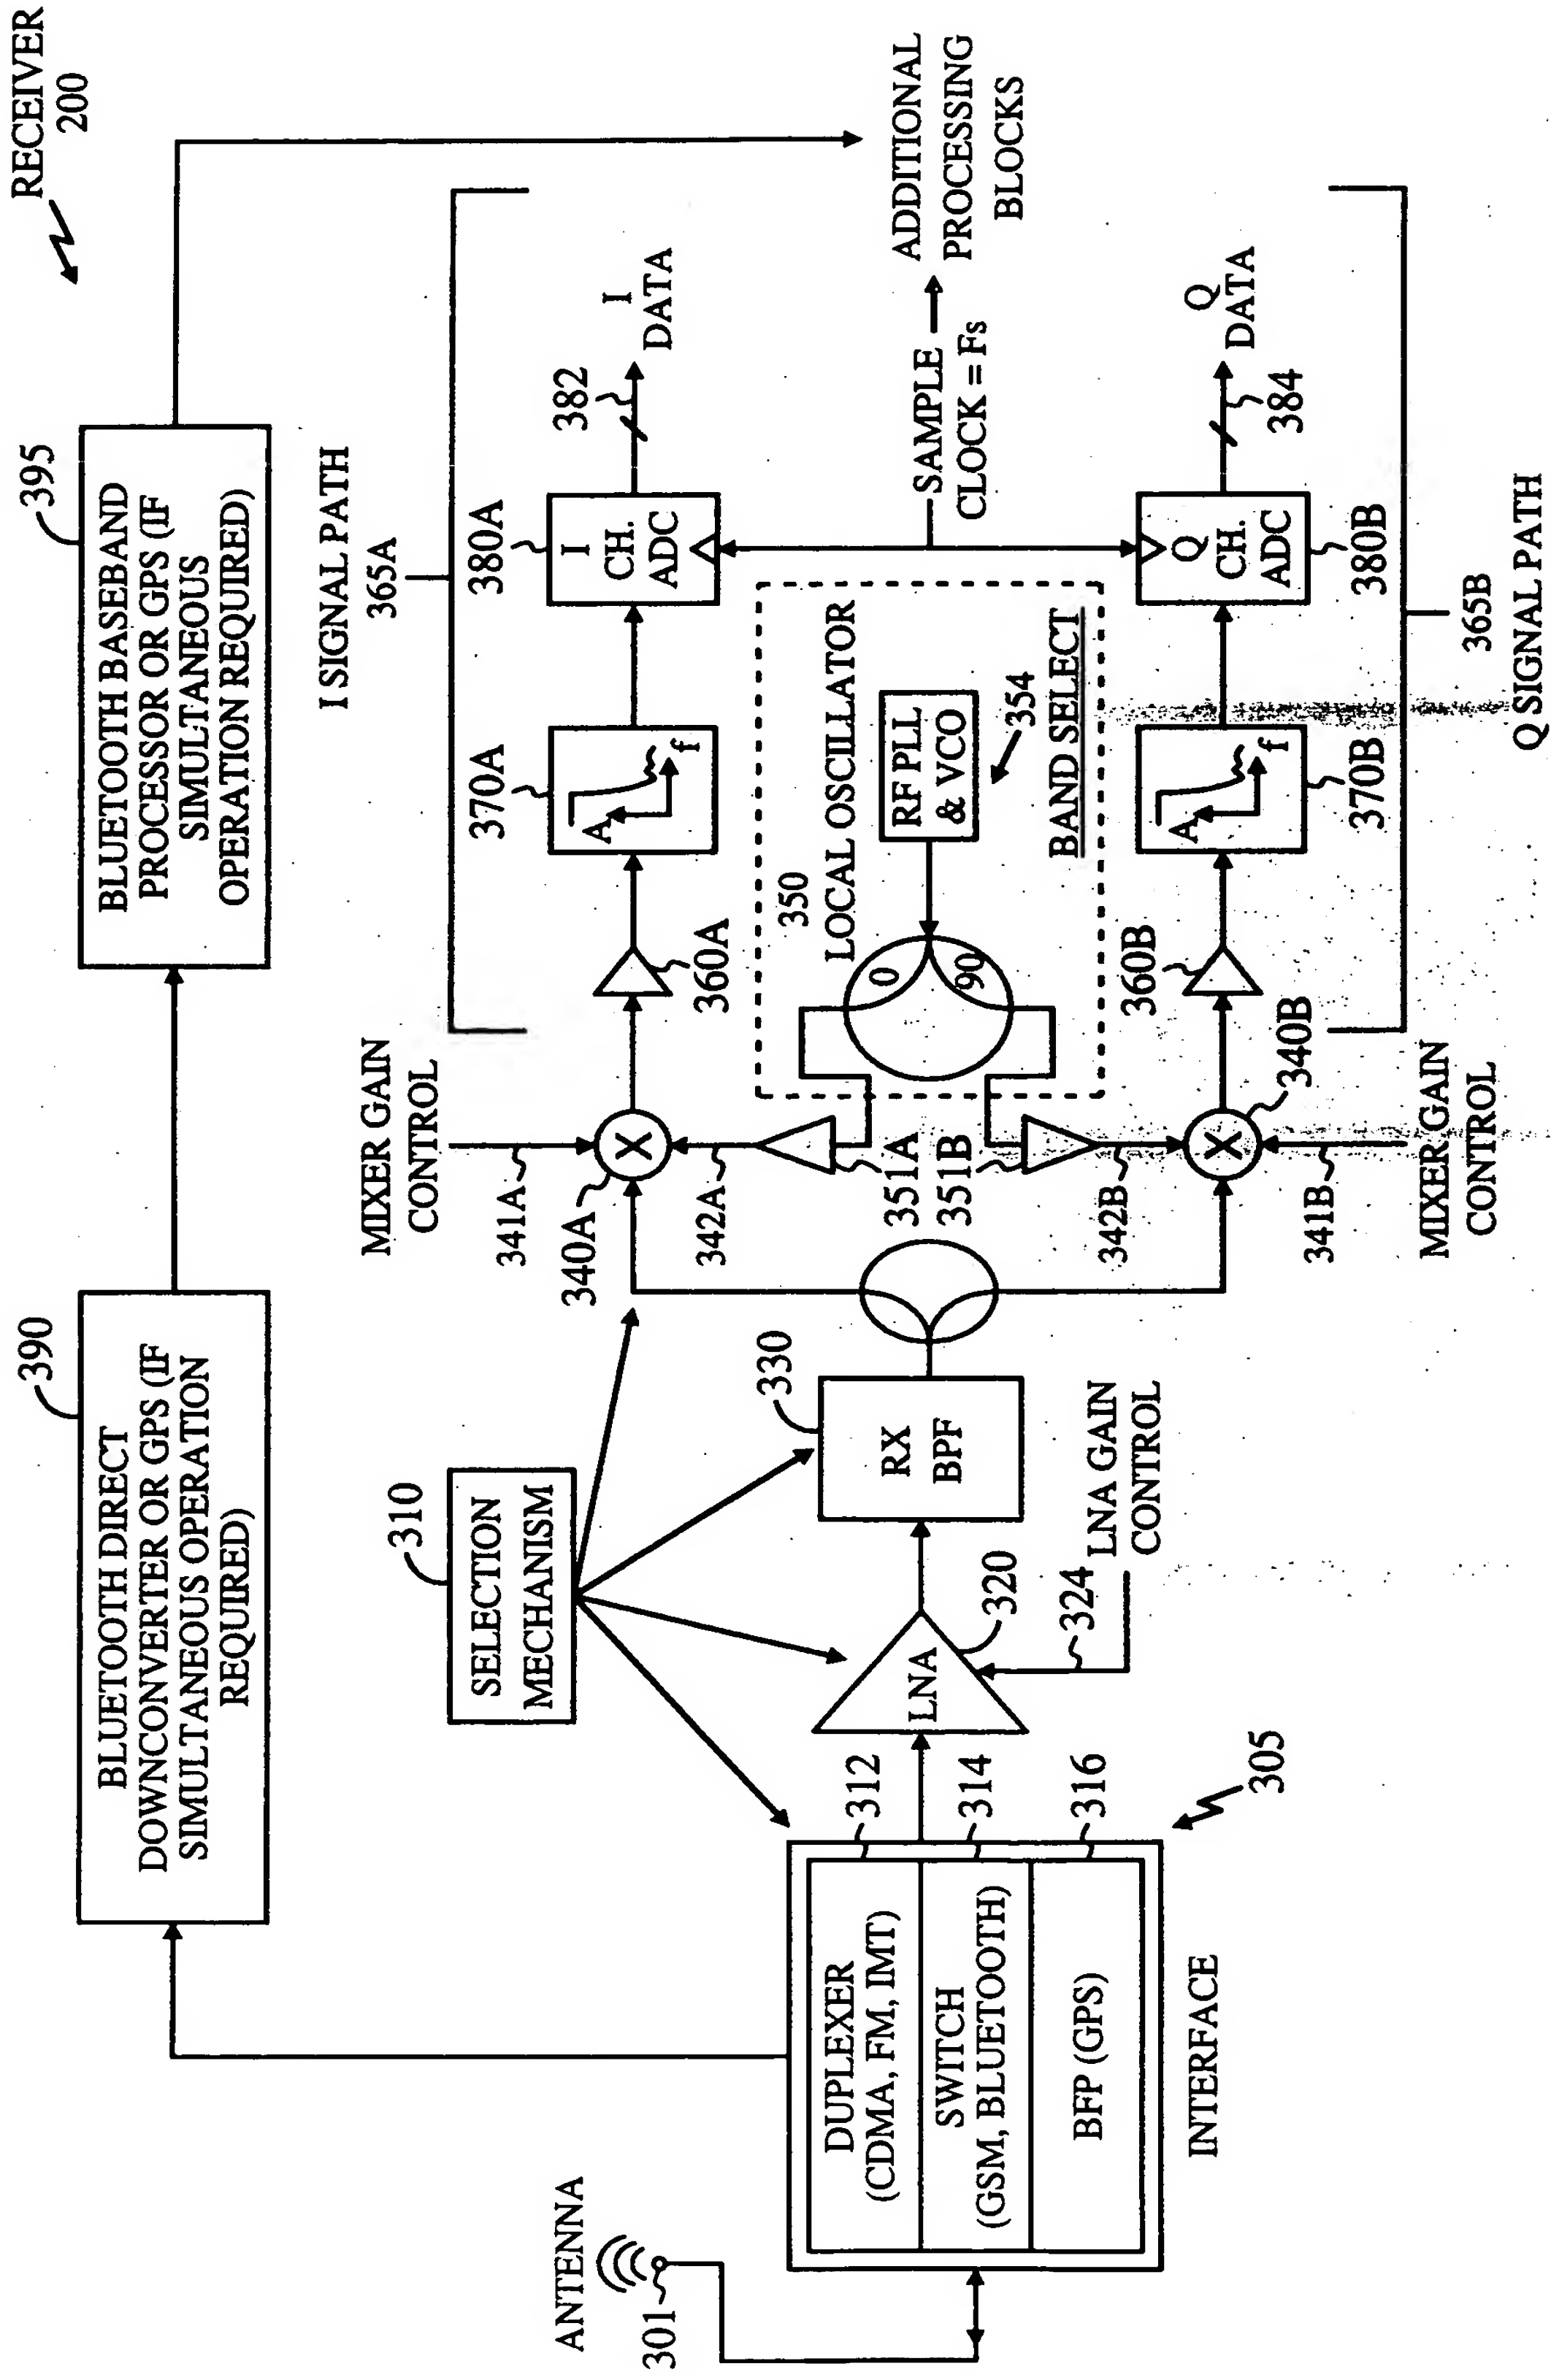 RECEIVER
200
395
BLUETOOTH BASEBAND
PROCESSOR OR GPS (IF
SIMULTANEOUS
OPERATION REQUIRED)
390
BLUETOOTH DIRECT
DOWNCONVERTER OR GPS (IF
SIMULTANEOUS OPERATION
REQUIRED)
I SIGNAL PATH
365A
MIXER GAIN
CONTROL
341A
340A
342A
360A
370A
A
f
380A
I
CH.
ADC
382
I
DATA
310
SELECTION
MECHANISM
350
LOCAL OSCILLATOR
0
90
RF PLL
& VCO
354
BAND SELECT
351A
351B
SAMPLE
CLOCK = Fs
ADDITIONAL
PROCESSING
BLOCKS
330
RX
BPF
LNA
320
324
LNA GAIN
CONTROL
312
314
316
305
DUPLEXER
(CDMA, FM, IMT)
SWITCH
(GSM, BLUETOOTH)
BFP (GPS)
INTERFACE
ANTENNA
301
342B
341B
340B
MIXER GAIN
CONTROL
360B
370B
A
f
380B
Q
CH.
ADC
384
Q
DATA
365B
Q SIGNAL PATH